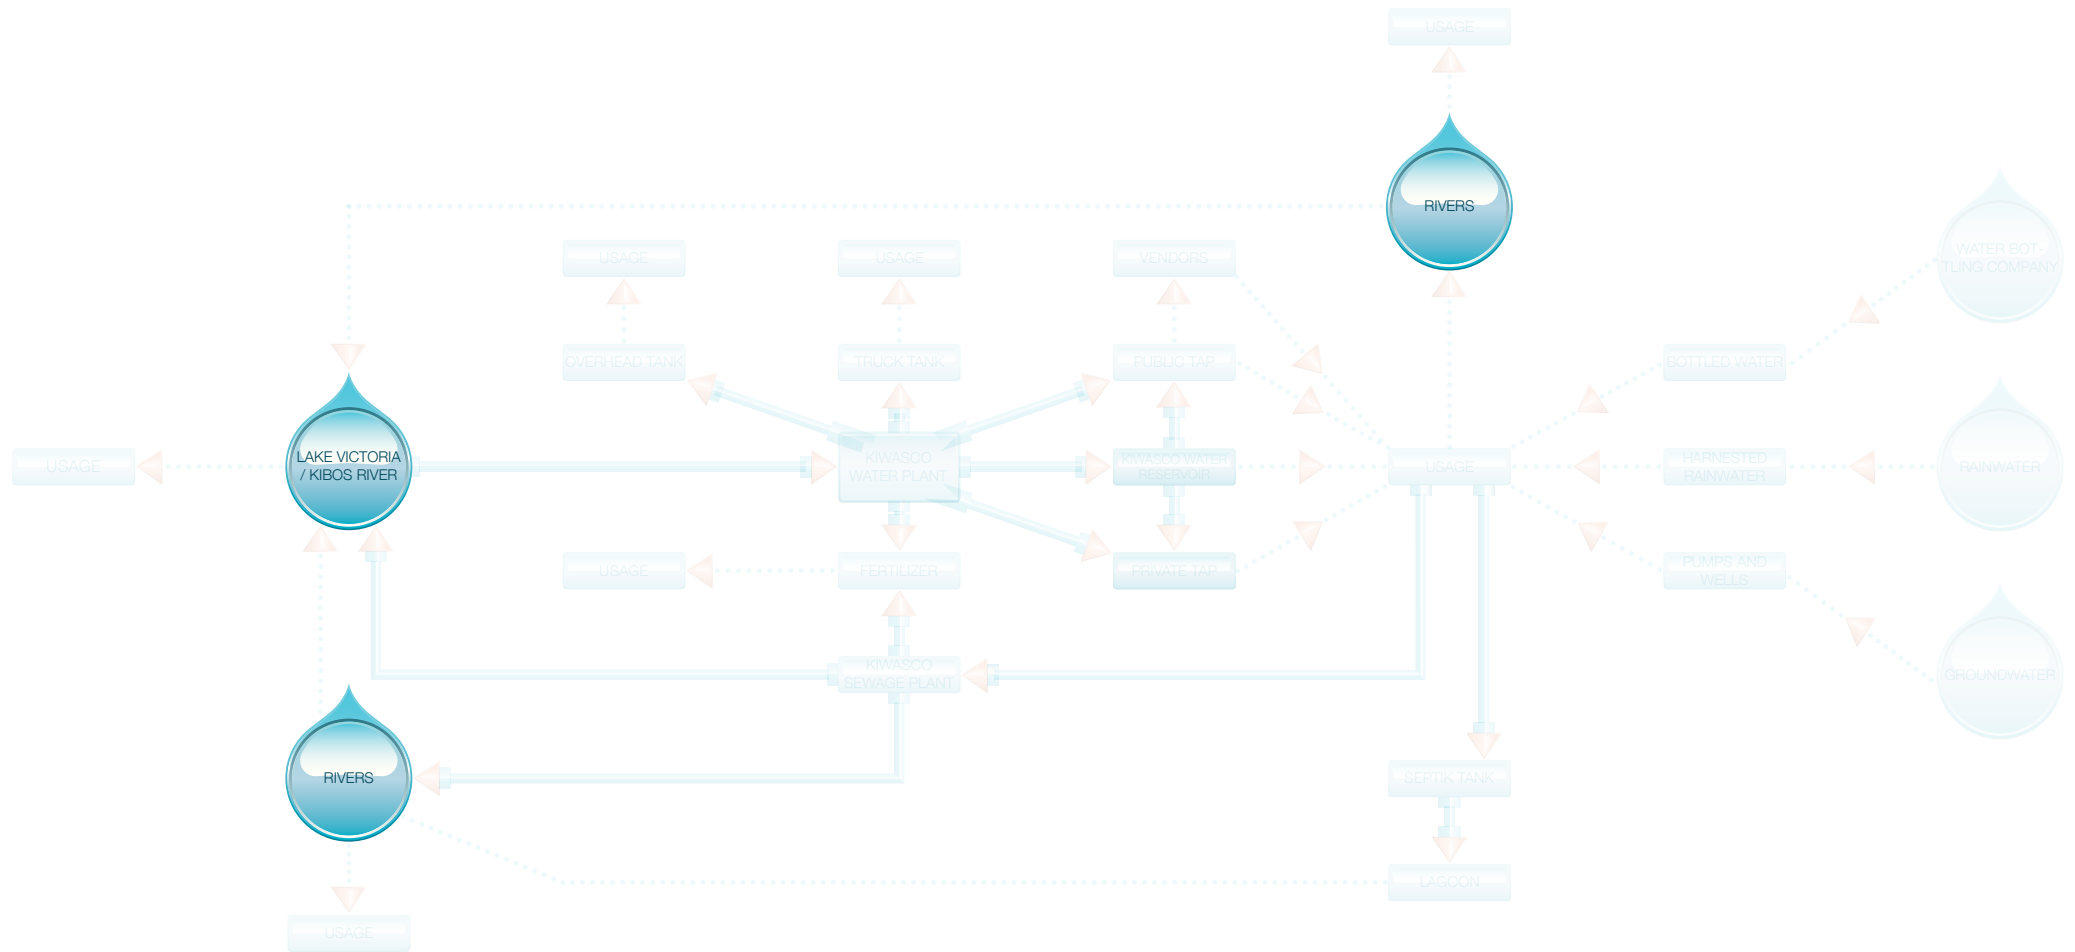 USAGE
RIVERS
USAGE
USAGE
VENDORS
WATER BOT-
TLING COMPANY
OVERHEAD TANK
TRUCK TANK
PUBLIC TAP
BOTTLED WATER
USAGE
LAKE VICTORIA
/ KIBOS RIVER
KIWASCO
WATER PLANT
KIWASCO WATER
RESERVOIR
USAGE
HARNESTED
RAINWATER
RAINWATER
USAGE
FERTILIZER
PRIVATE TAP
PUMPS AND
WELLS
KIWASCO
SEWAGE PLANT
GROUNDWATER
RIVERS
SEPTIK TANK
LAGOON
USAGE